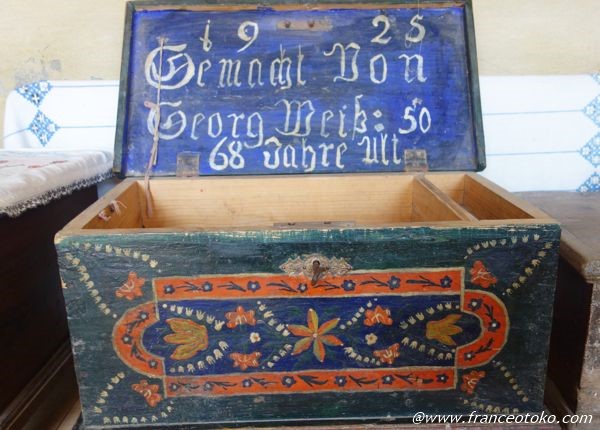 1925
Gemacht Von
Georg Weiß: 50
68 Jahre Alt
@www.franceotoko.com